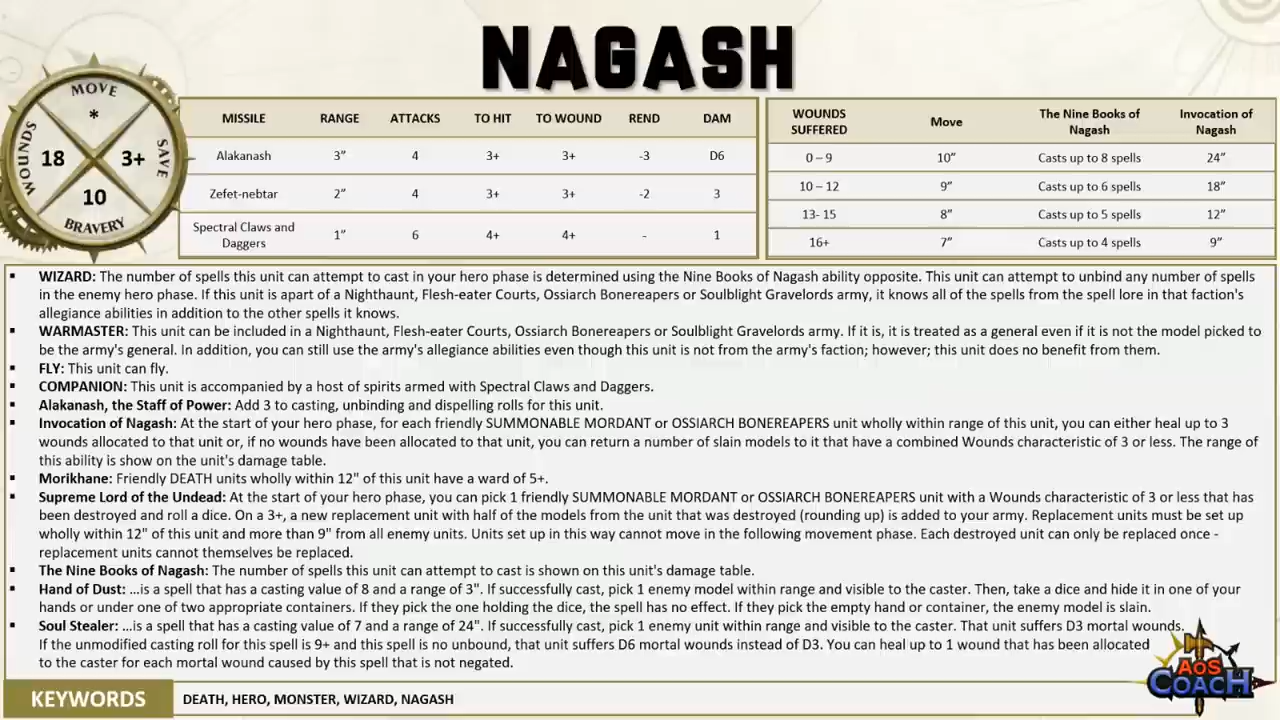 NAGASH
MOVE
*
WOUNDS
18
3+
SAVE
10
BRAVERY
MISSILE RANGE ATTACKS TO HIT TO WOUND REND DAM
Alakanash 3” 4 3+ 3+ -3 D6
Zefet-nebtar 2” 4 3+ 3+ -2 3
Spectral Claws and Daggers 1” 6 4+ 4+ - 1
WOUNDS SUFFERED Move The Nine Books of Nagash Invocation of Nagash
0 – 9 10” Casts up to 8 spells 24”
10 – 12 9” Casts up to 6 spells 18”
13- 15 8” Casts up to 5 spells 12”
16+ 7” Casts up to 4 spells 9”
▪ WIZARD: The number of spells this unit can attempt to cast in your hero phase is determined using the Nine Books of Nagash ability opposite. This unit can attempt to unbind any number of spells
in the enemy hero phase. If this unit is apart of a Nighthaunt, Flesh-eater Courts, Ossiarch Bonereapers or Soulblight Gravelords army, it knows all of the spells from the spell lore in that faction's
allegiance abilities in addition to the other spells it knows.
▪ WARMASTER: This unit can be included in a Nighthaunt, Flesh-eater Courts, Ossiarch Bonereapers or Soulblight Gravelords army. If it is, it is treated as a general even if it is not the model picked to
be the army's general. In addition, you can still use the army's allegiance abilities even though this unit is not from the army's faction; however; this unit does no benefit from them.
▪ FLY: This unit can fly.
▪ COMPANION: This unit is accompanied by a host of spirits armed with Spectral Claws and Daggers.
▪ Alakanash, the Staff of Power: Add 3 to casting, unbinding and dispelling rolls for this unit.
▪ Invocation of Nagash: At the start of your hero phase, for each friendly SUMMONABLE MORDANT or OSSIARCH BONEREAPERS unit wholly within range of this unit, you can either heal up to 3
wounds allocated to that unit or, if no wounds have been allocated to that unit, you can return a number of slain models to it that have a combined Wounds characteristic of 3 or less. The range of
this ability is show on the unit's damage table.
▪ Morikhane: Friendly DEATH units wholly within 12" of this unit have a ward of 5+.
▪ Supreme Lord of the Undead: At the start of your hero phase, you can pick 1 friendly SUMMONABLE MORDANT or OSSIARCH BONEREAPERS unit with a Wounds characteristic of 3 or less that has
been destroyed and roll a dice. On a 3+, a new replacement unit with half of the models from the unit that was destroyed (rounding up) is added to your army. Replacement units must be set up
wholly within 12" of this unit and more than 9" from all enemy units. Units set up in this way cannot move in the following movement phase. Each destroyed unit can only be replaced once -
replacement units cannot themselves be replaced.
▪ The Nine Books of Nagash: The number of spells this unit can attempt to cast is shown on this unit's damage table.
▪ Hand of Dust: ...is a spell that has a casting value of 8 and a range of 3". If successfully cast, pick 1 enemy model within range and visible to the caster. Then, take a dice and hide it in one of your
hands or under one of two appropriate containers. If they pick the one holding the dice, the spell has no effect. If they pick the empty hand or container, the enemy model is slain.
▪ Soul Stealer: ...is a spell that has a casting value of 7 and a range of 24". If successfully cast, pick 1 enemy unit within range and visible to the caster. That unit suffers D3 mortal wounds.
If the unmodified casting roll for this spell is 9+ and this spell is no unbound, that unit suffers D6 mortal wounds instead of D3. You can heal up to 1 wound that has been allocated
to the caster for each mortal wound caused by this spell that is not negated.
AoS
COACH
KEYWORDS DEATH, HERO, MONSTER, WIZARD, NAGASH